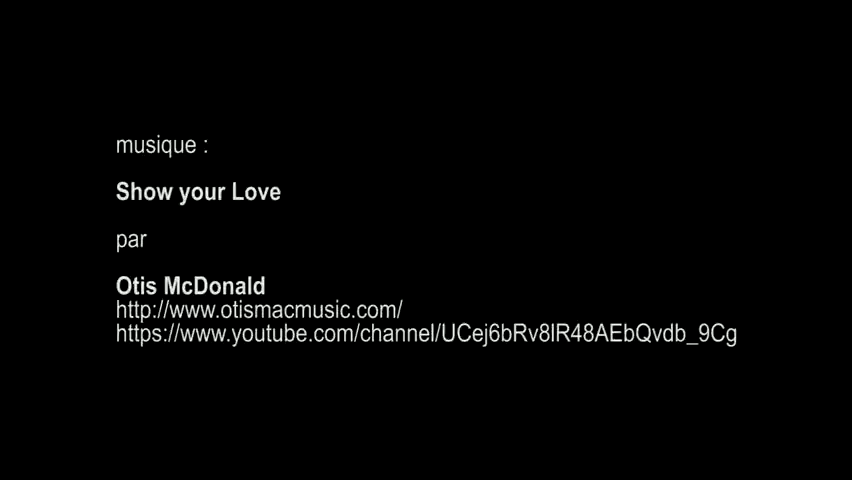 musique :
Show your Love
par
Otis McDonald
http://www.otismacmusic.com/
https://www.youtube.com/channel/UCej6bRv8lR48AEbQvdb_9Cg